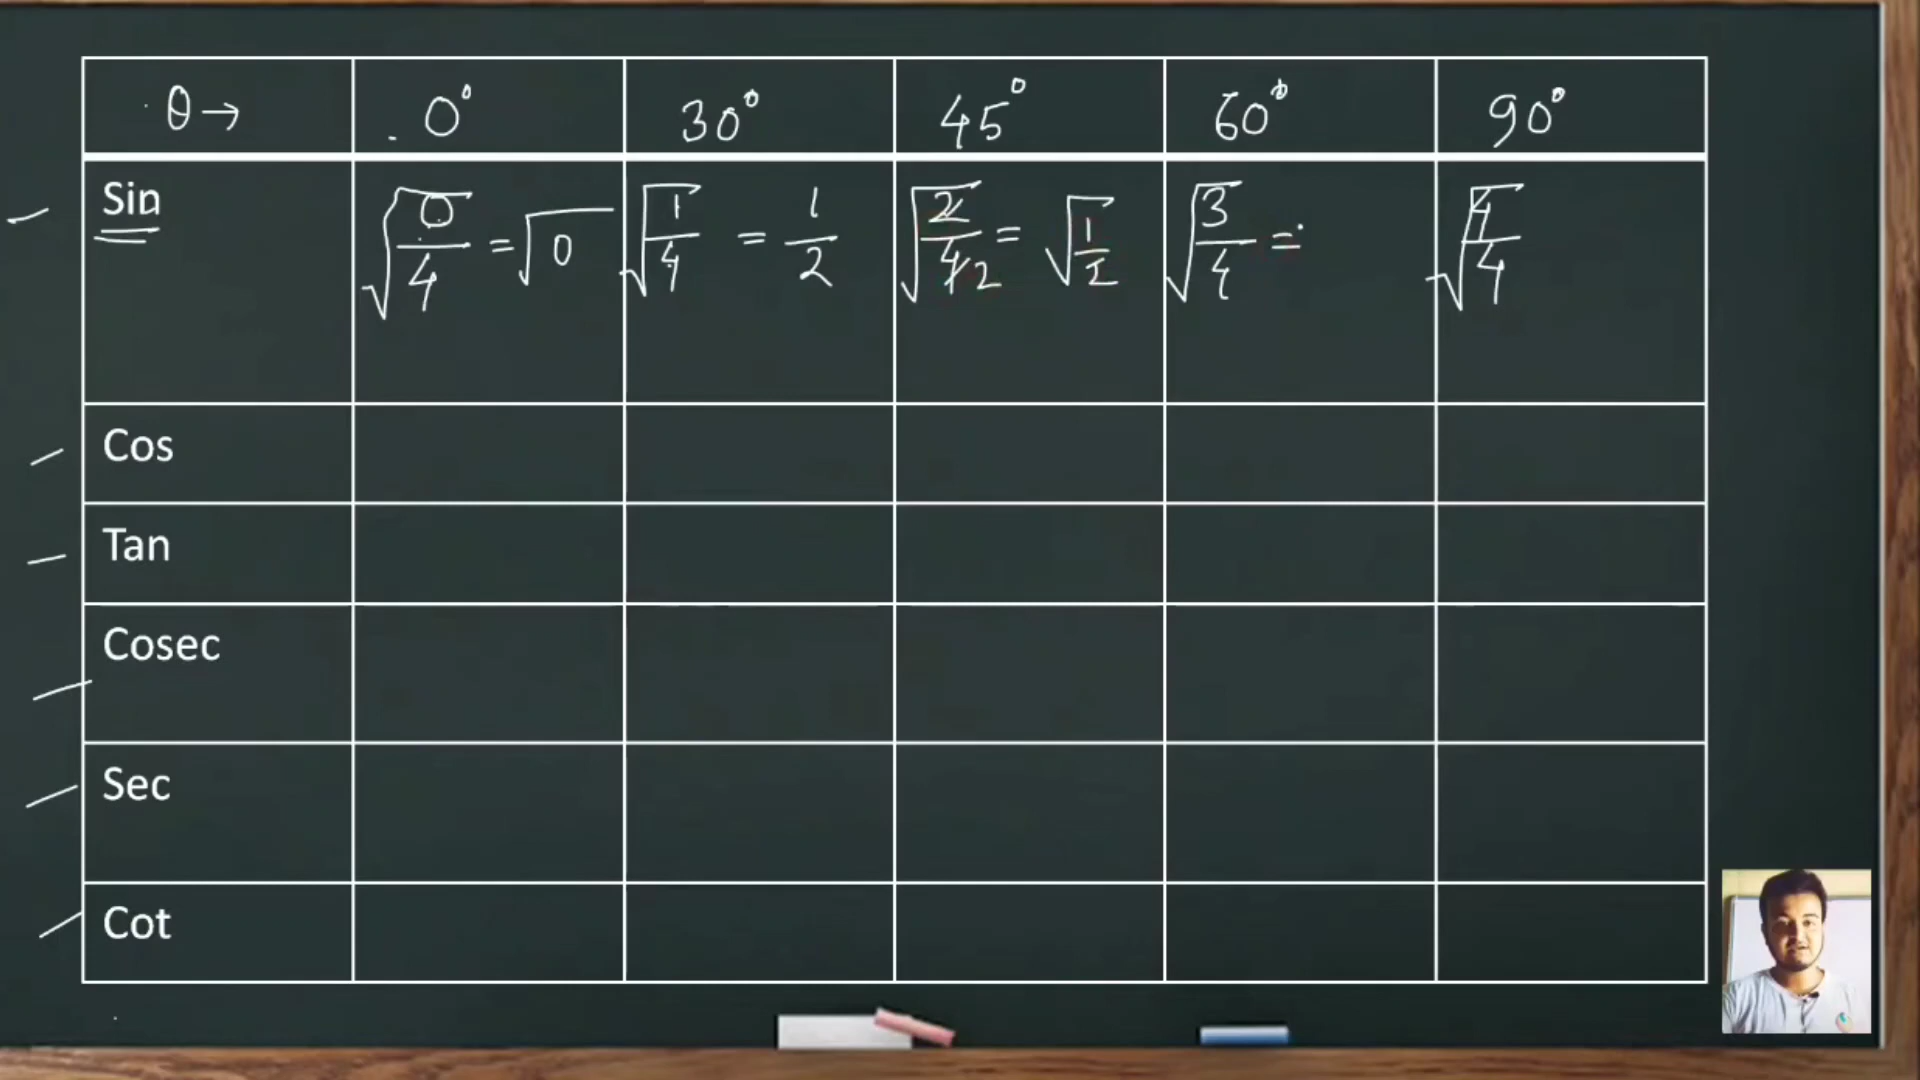 θ→ 0° 30° 45° 60° 90°
Sin √0/4 = √0 √1/4 = 1/2 √2/4 2 = √1/2 √3/4 = √4/4
Cos
Tan
Cosec
Sec
Cot